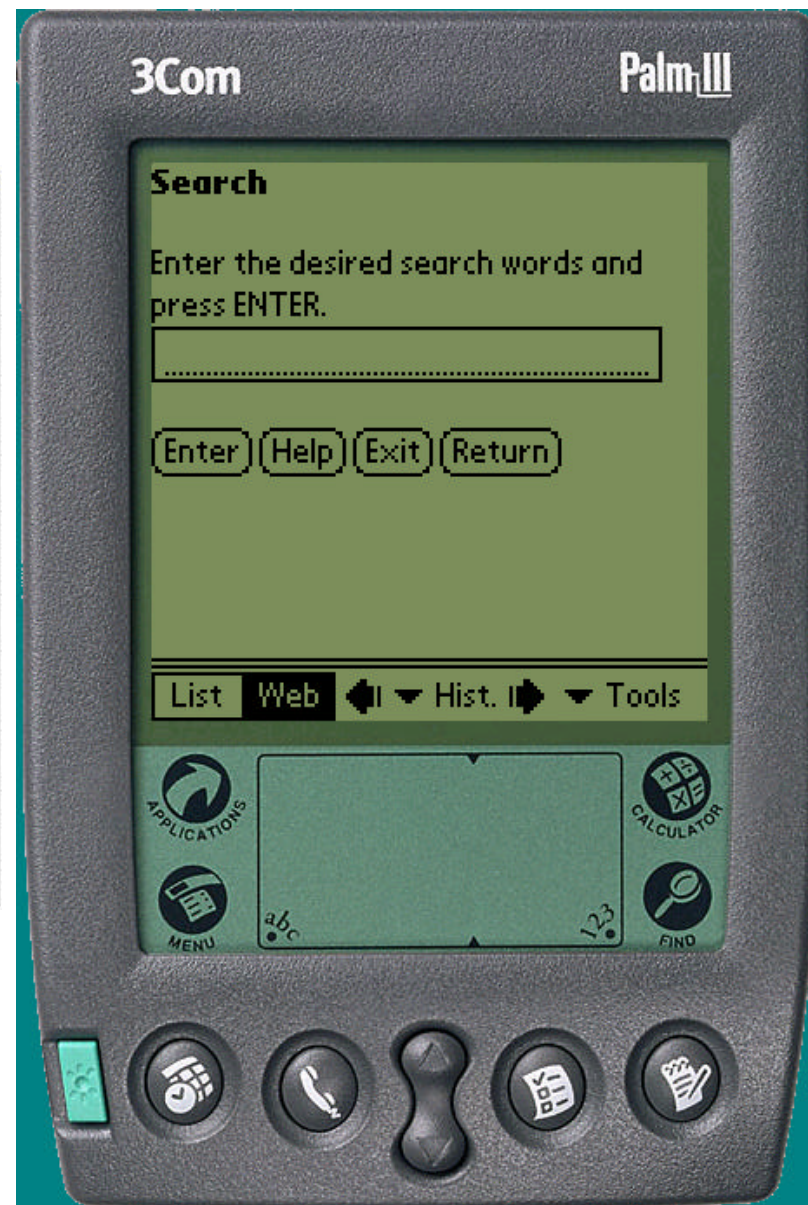 3Com Palm III
Search
Enter the desired search words and
press ENTER.
Enter Help Exit Return
List Web Hist. Tools
APPLICATIONS CALCULATOR
MENU abc 123 FIND